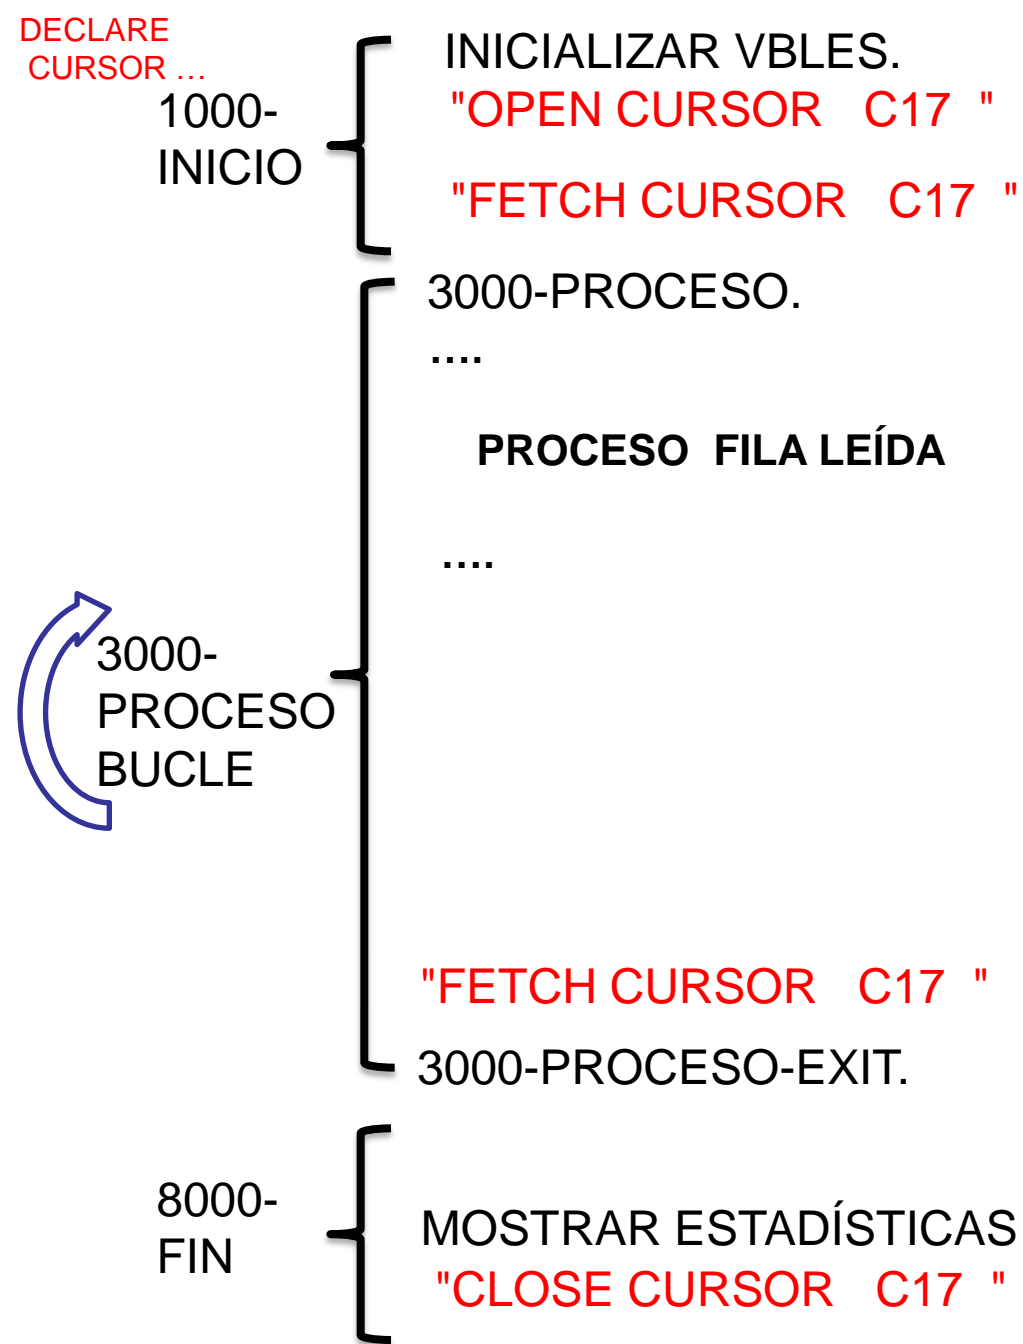 DECLARE
CURSOR …
1000-
INICIO
INICIALIZAR VBLES.
"OPEN CURSOR C17 "
"FETCH CURSOR C17 "
3000-PROCESO.
....
PROCESO FILA LEÍDA
....
3000-
PROCESO
BUCLE
"FETCH CURSOR C17 "
3000-PROCESO-EXIT.
8000-
FIN
MOSTRAR ESTADÍSTICAS
"CLOSE CURSOR C17 "